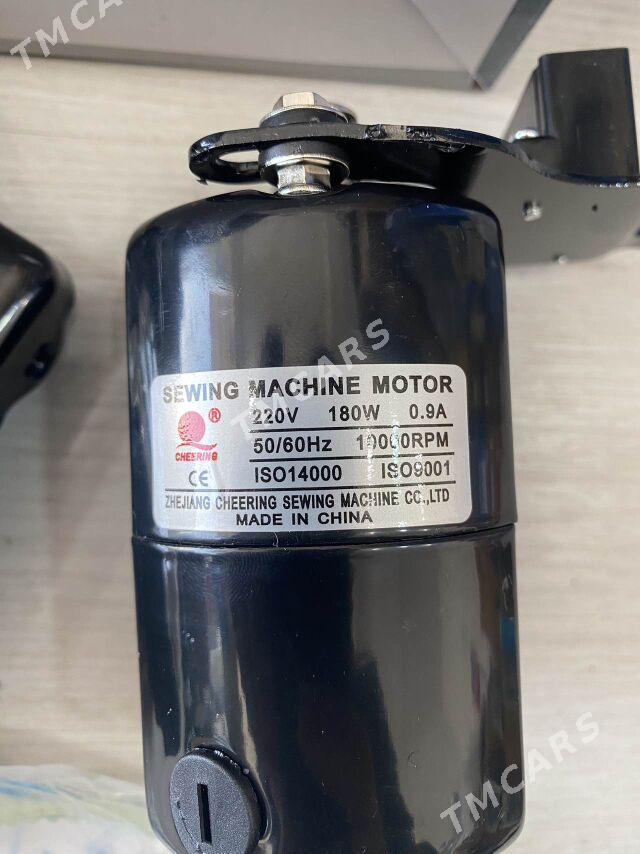 TMCARS
SEWING MACHINE MOTOR
220V 180W 0.9A
® 
50/60Hz 10000RPM
CHEERING
CE ISO14000 ISO9001
ZHEJIANG CHEERING SEWING MACHINE CO.,LTD
MADE IN CHINA
TMCARS
TMCARS